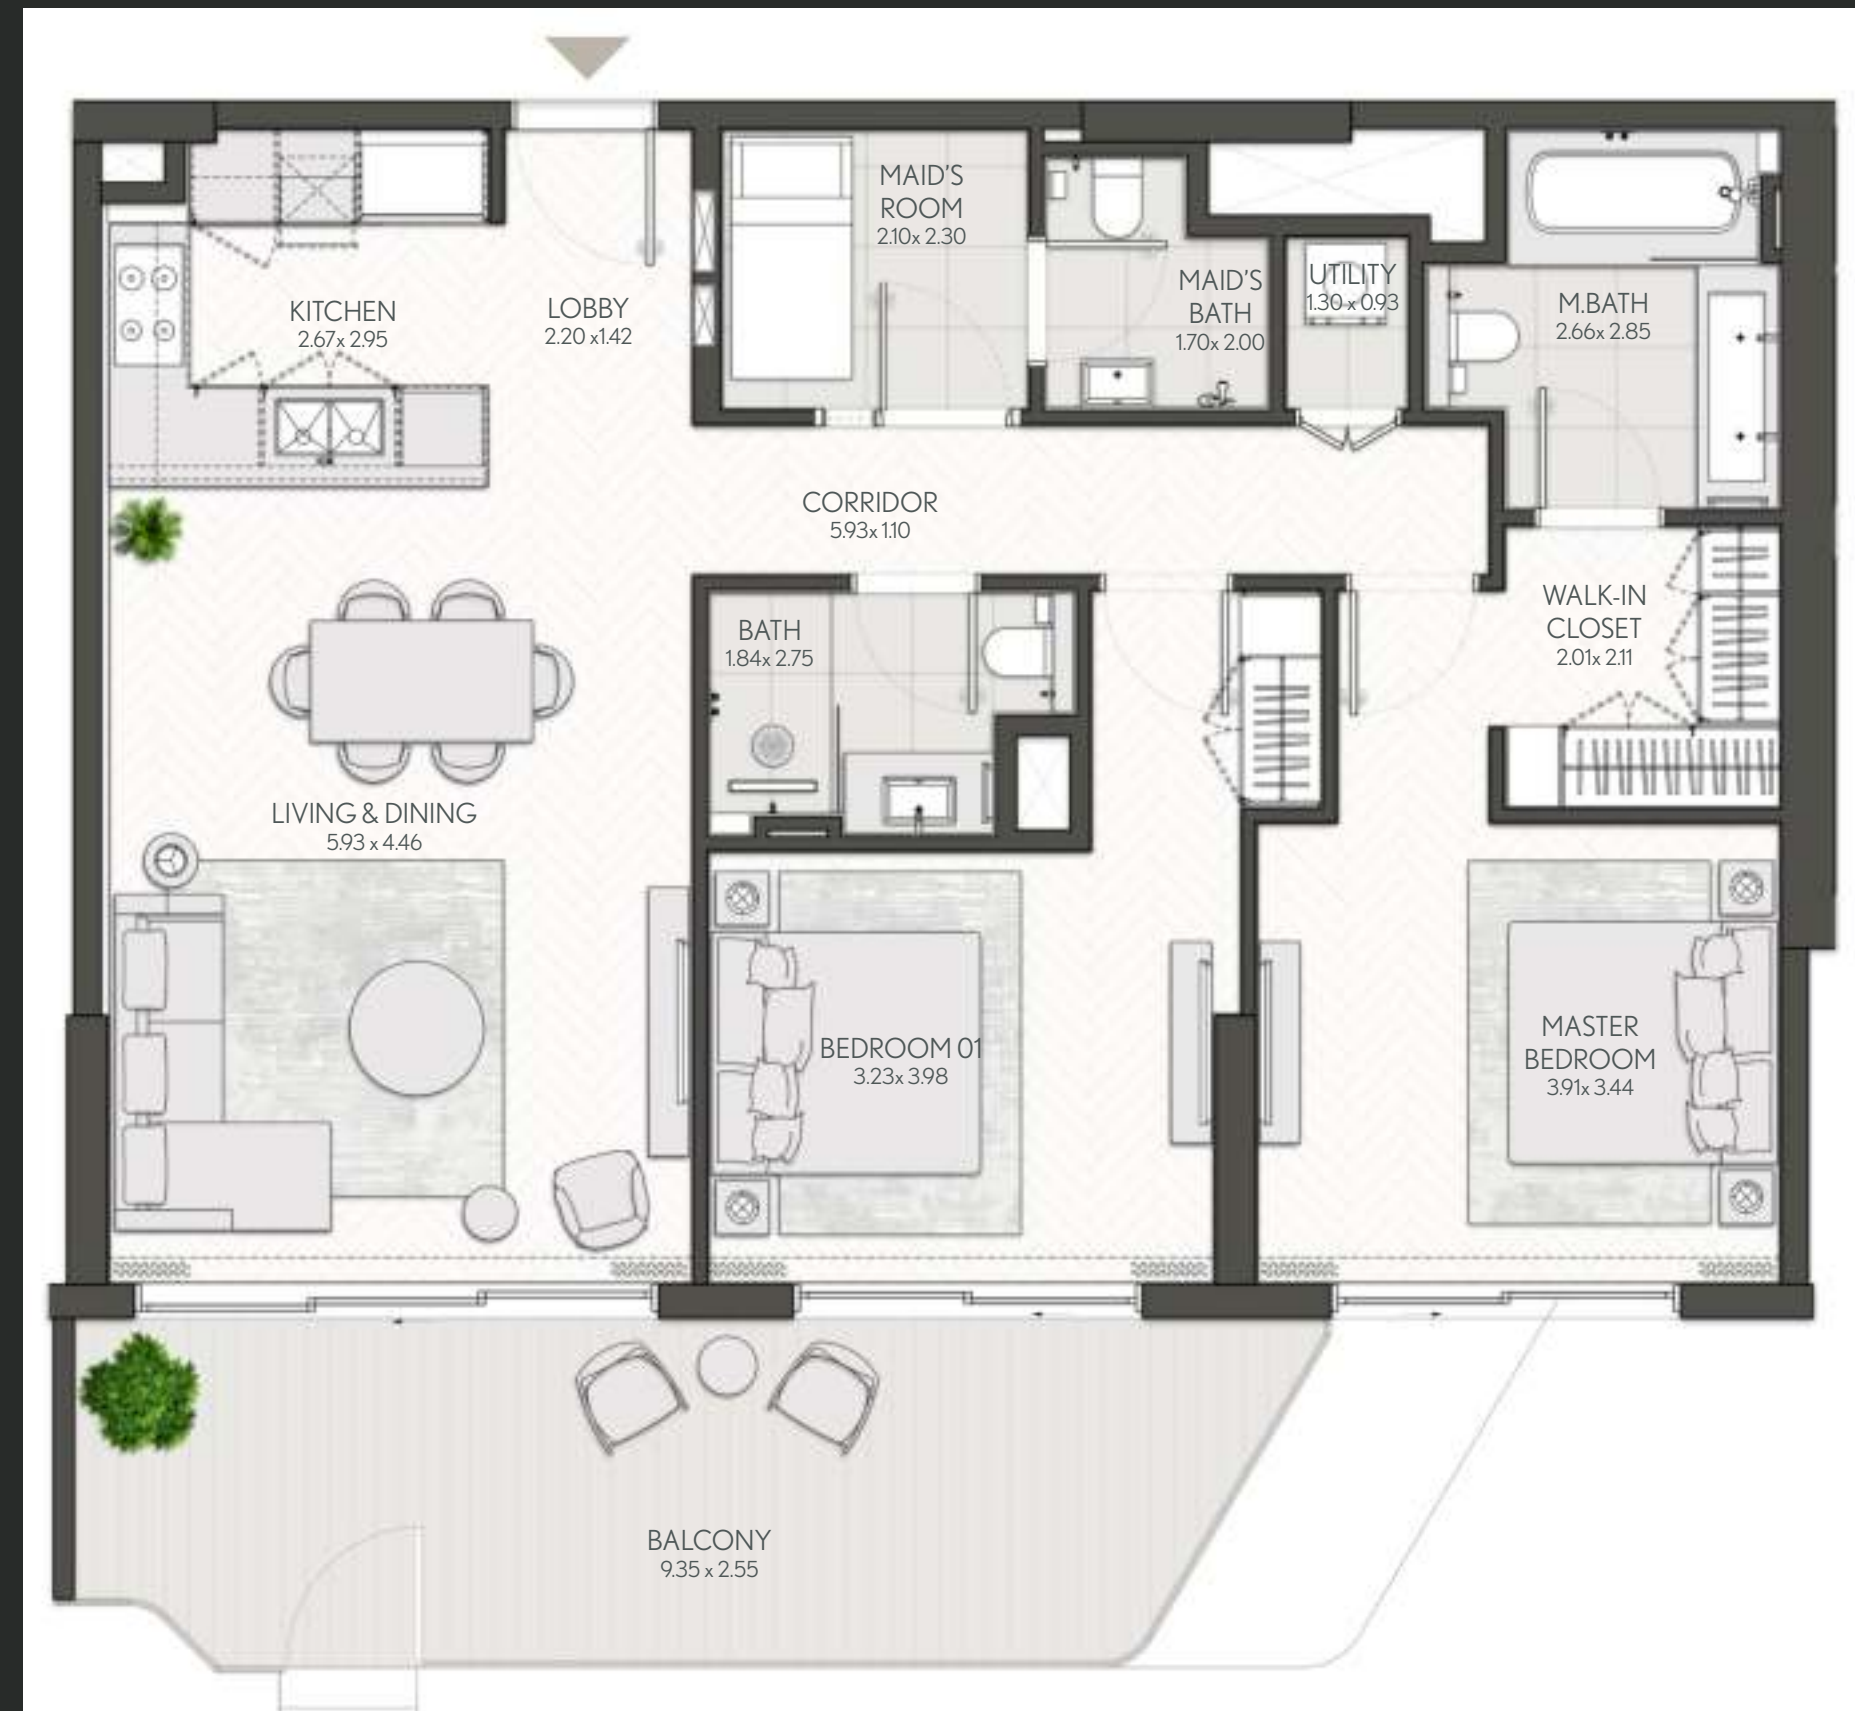 MAID'S
ROOM
2.10x 2.30
MAID'S
BATH
1.70x 2.00
UTILITY
1.30 x 0.93
M.BATH
2.66x 2.85
KITCHEN
2.67x 2.95
LOBBY
2.20 x1.42
CORRIDOR
5.93x 1.10
WALK-IN
CLOSET
2.01x 2.11
BATH
1.84x 2.75
LIVING & DINING
5.93 x 4.46
BEDROOM 01
3.23x 3.98
MASTER
BEDROOM
3.91x 3.44
BALCONY
9.35 x 2.55